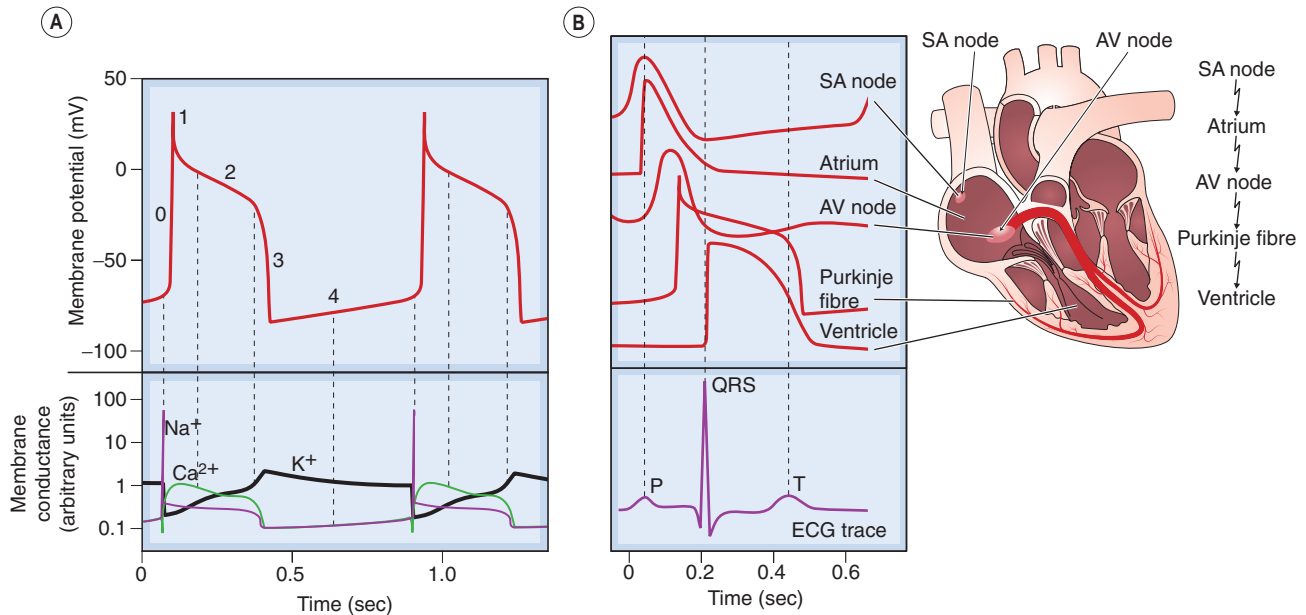 A
50
0
−50
−100
Membrane potential (mV)
1
2
0
3
4
100
10
1
0.1
Membrane
conductance
(arbitrary units)
Na+
Ca2+
K+
0
0.5
1.0
Time (sec)
B
SA node
Atrium
AV node
Purkinje
fibre
Ventricle
QRS
P
T
ECG trace
0
0.2
0.4
0.6
Time (sec)
SA node
AV node
SA node
Atrium
AV node
Purkinje fibre
Ventricle